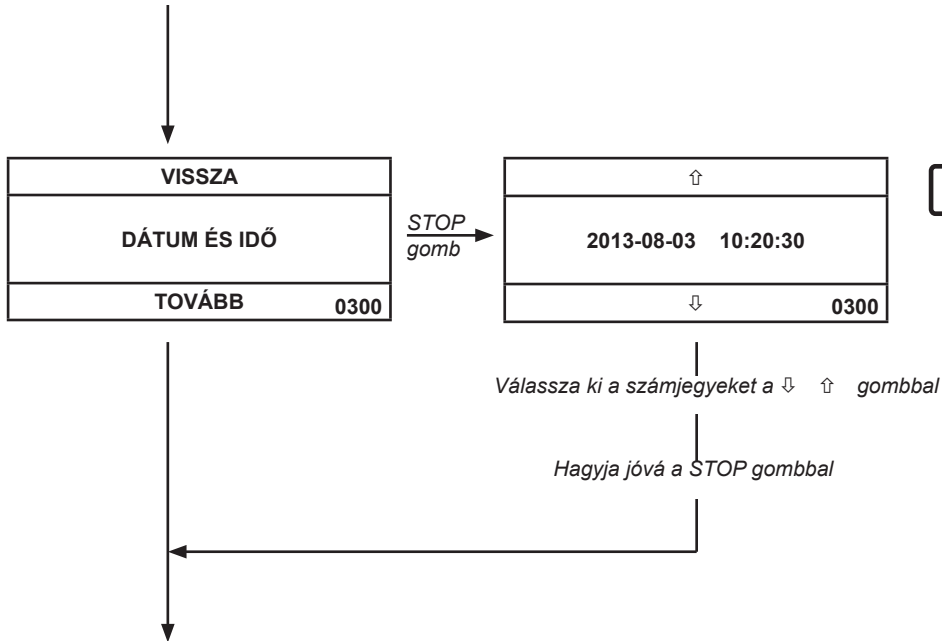 VISSZA
DÁTUM ÉS IDŐ
TOVÁBB 0300
STOP
gomb
⇧
2013-08-03 10:20:30
⇩ 0300
Válassza ki a számjegyeket a ⇩ ⇧ gombbal
Hagyja jóvá a STOP gombbal